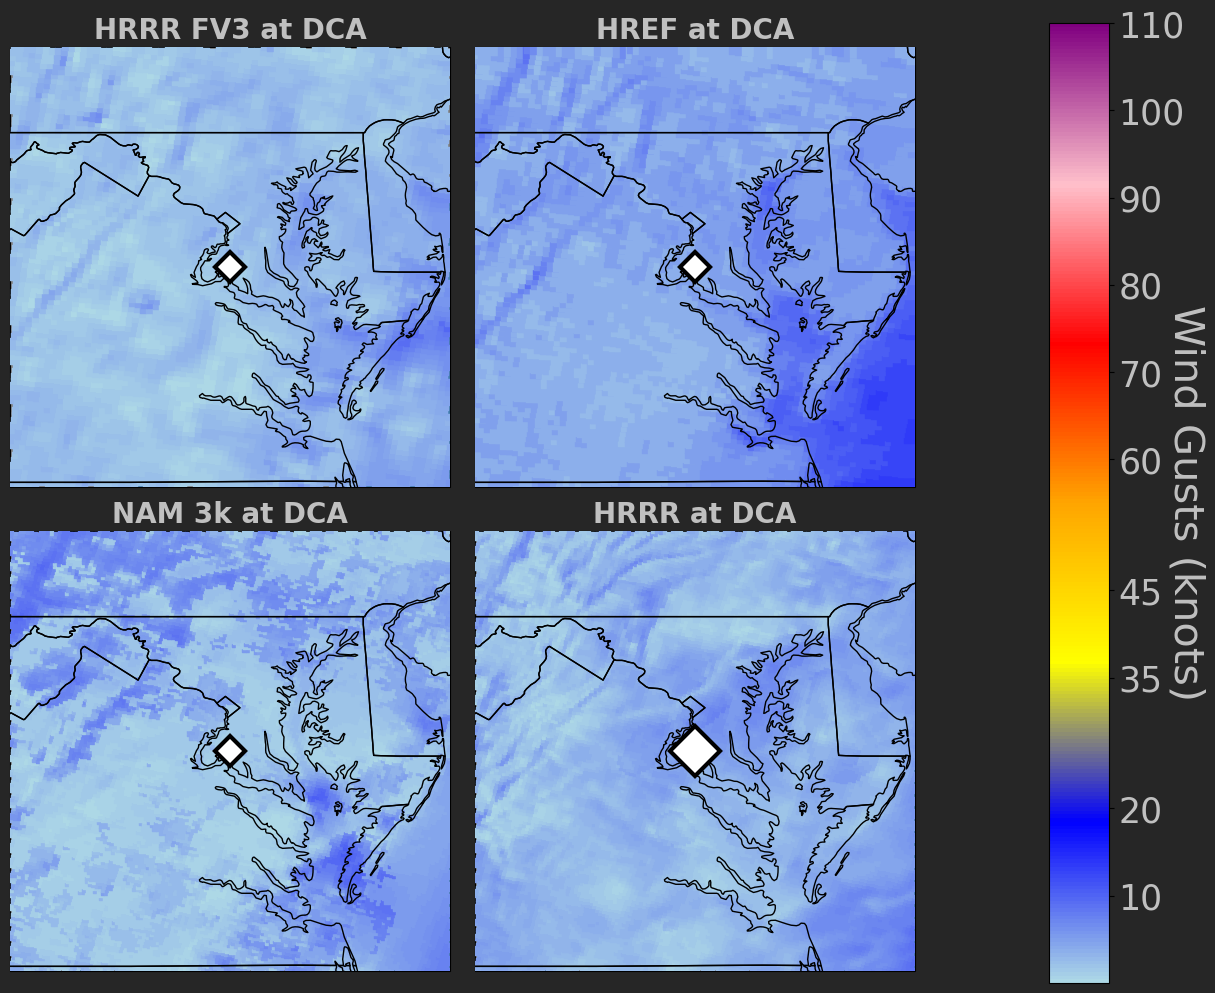 HRRR FV3 at DCA
HREF at DCA
NAM 3k at DCA
HRRR at DCA
110
100
90
80
70
60
45
35
20
10
Wind Gusts (knots)